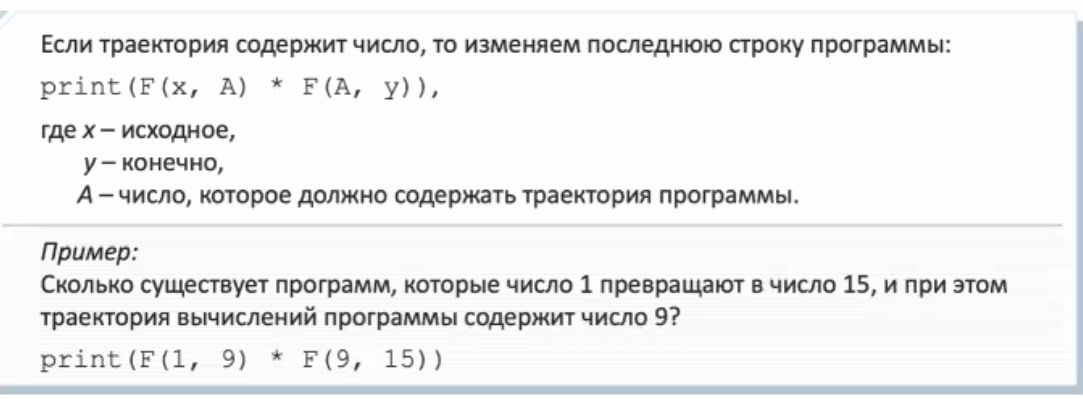 Если траектория содержит число, то изменяем последнюю строку программы:
print(F(x, A) * F(A, y)),
где x – исходное,
y – конечно,
A – число, которое должно содержать траектория программы.
Пример:
Сколько существует программ, которые число 1 превращают в число 15, и при этом
траектория вычислений программы содержит число 9?
print(F(1, 9) * F(9, 15))